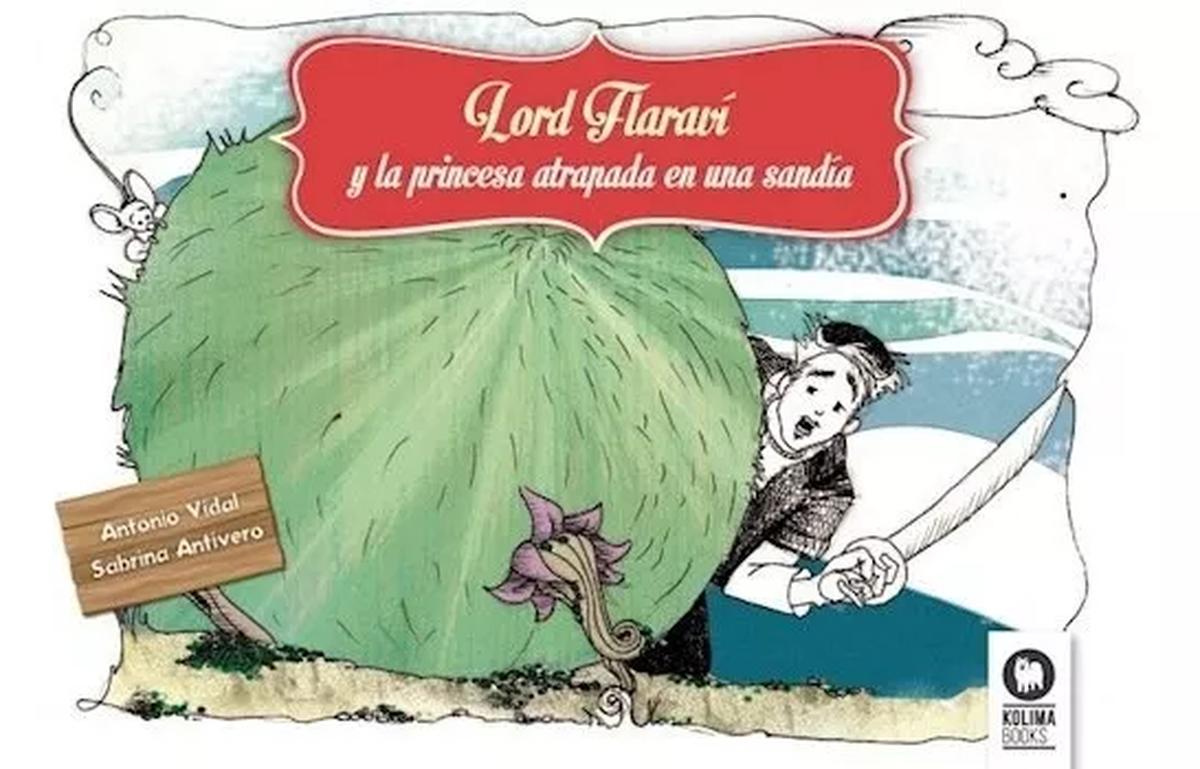 Lord Flaraví
y la princesa atrapada en una sandía
Antonio Vidal
Sabrina Antivero
KOLIMA
BOOKS